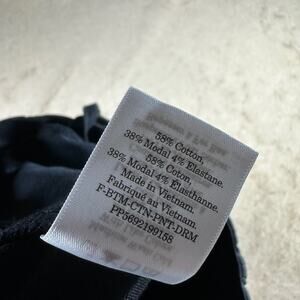 58% Cotton,
38% Modal 4% Elastane.
58% Coton,
38% Modal 4% Élasthanne.
Made in Vietnam.
Fabriqué au Vietnam.
F-BTM-CTN-PNT-DRM
PP5692199158